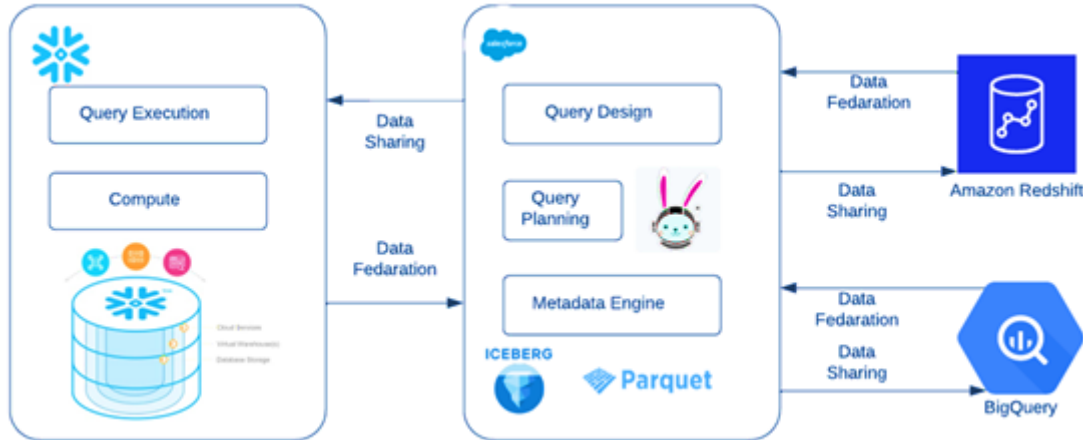 Query Execution
Compute
Cloud Services
Virtual Warehouse(s)
Database Storage
Data
Sharing
Data
Fedaration
salesforce
Query Design
Query
Planning
Metadata Engine
ICEBERG
Parquet
Data
Fedaration
Data
Sharing
Amazon Redshift
Data
Fedaration
Data
Sharing
BigQuery